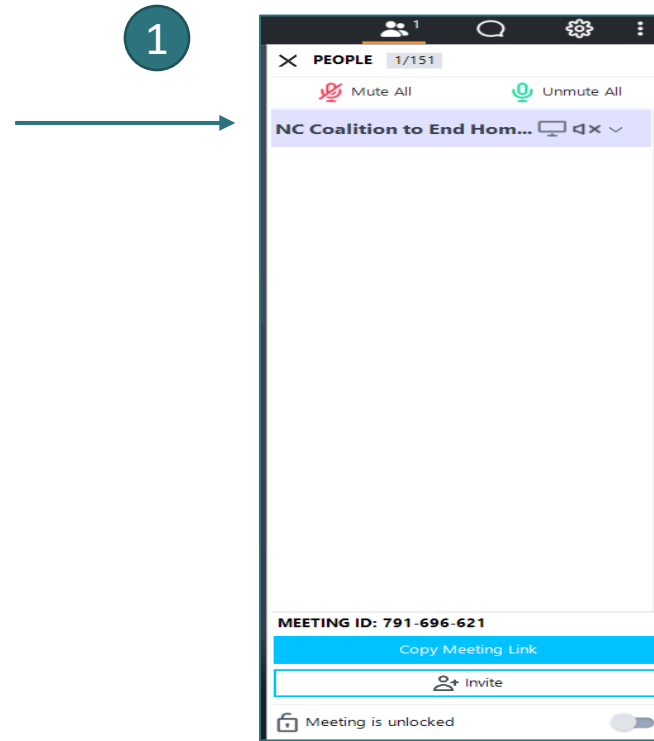 1
1
PEOPLE 1/151
Mute All Unmute All
NC Coalition to End Hom...
MEETING ID: 791-696-621
Copy Meeting Link
Invite
Meeting is unlocked